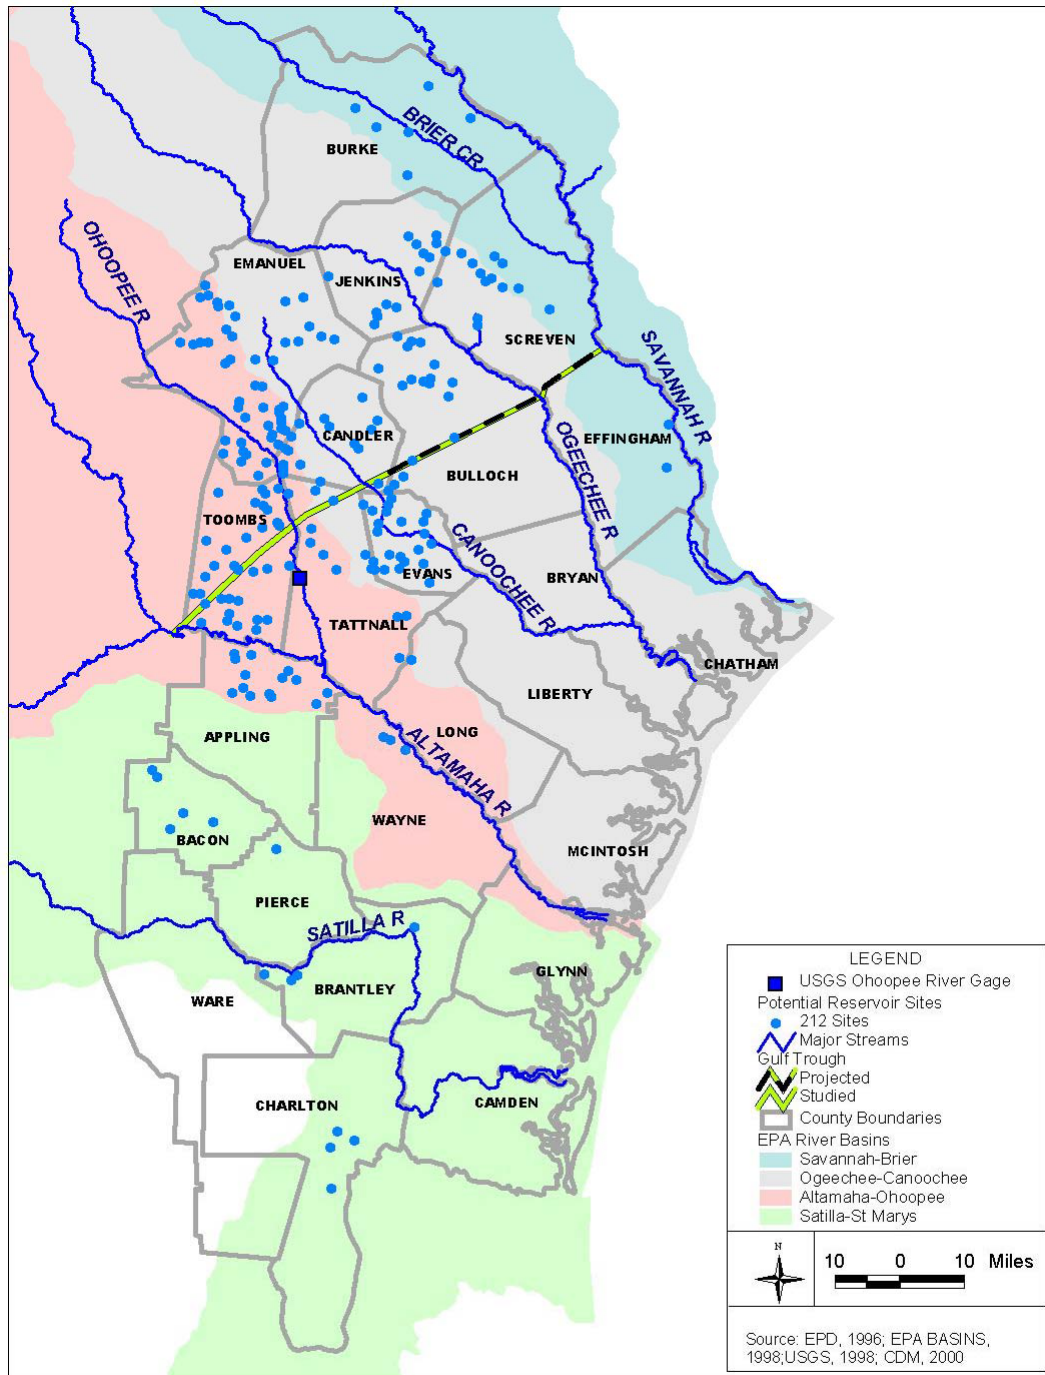 BRIER CR
BURKE
OHOOPEE R
EMANUEL
JENKINS
SCREVEN
SAVANNAH R
CANDLER
EFFINGHAM
BULLOCH
OGEECHEE R
TOOMBS
CANOOCHEE R
EVANS
BRYAN
TATTNALL
CHATHAM
LIBERTY
LONG
APPLING
ALTAMAHA R
WAYNE
BACON
MCINTOSH
PIERCE
SATILLA R
GLYNN
BRANTLEY
WARE
CHARLTON
CAMDEN
LEGEND
USGS Ohoopee River Gage
Potential Reservoir Sites
212 Sites
Major Streams
Gulf Trough
Projected
Studied
County Boundaries
EPA River Basins
Savannah-Brier
Ogeechee-Canoochee
Altamaha-Ohoopee
Satilla-St Marys
N
10 0 10 Miles
Source: EPD, 1996; EPA BASINS,
1998;USGS, 1998; CDM, 2000